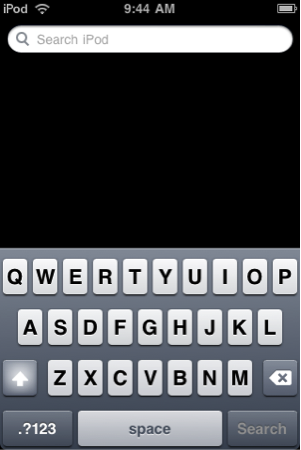 iPod 9:44 AM
Search iPod
Q W E R T Y U I O P
A S D F G H J K L
Z X C V B N M
.?123 space Search